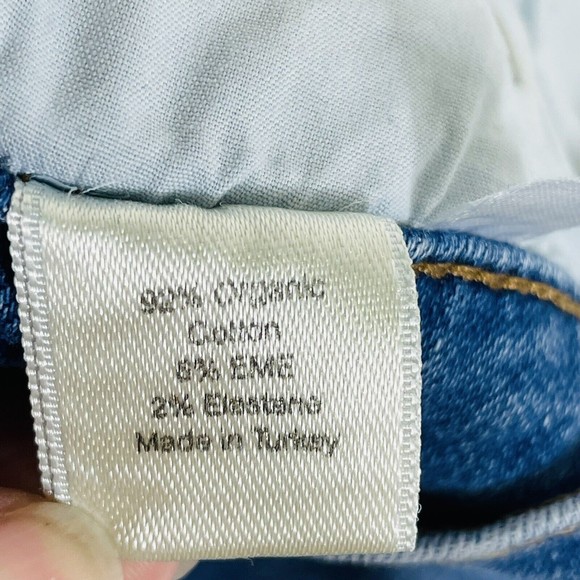 92% Organic
Cotton
6% EME
2% Elastane
Made in Turkey